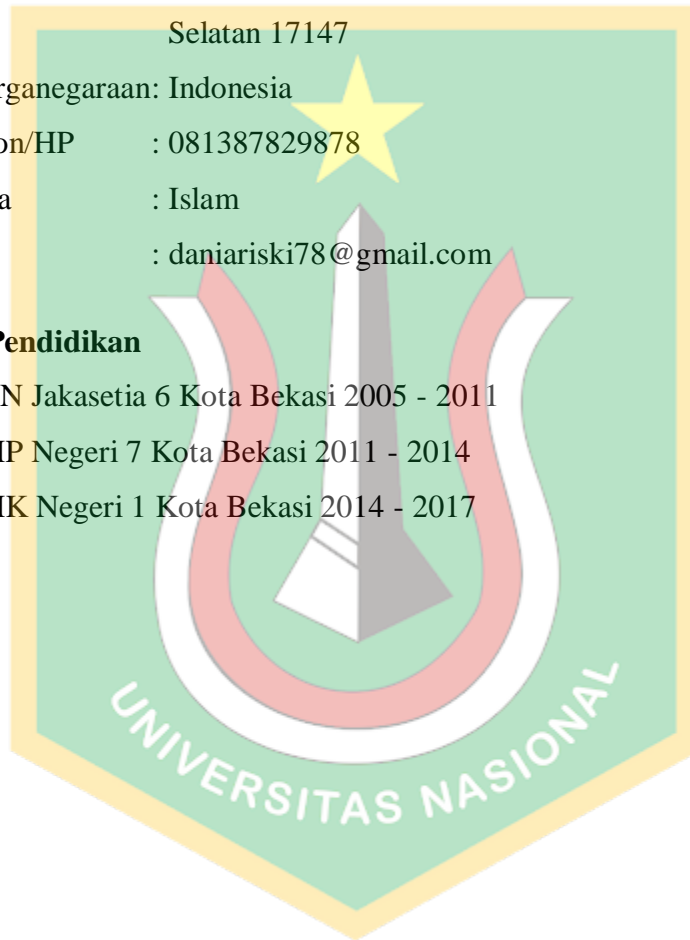 Selatan 17147
rganegaraan: Indonesia
on/HP : 081387829878
a : Islam
: daniariski78@gmail.com
Pendidikan
N Jakasetia 6 Kota Bekasi 2005 - 2011
IP Negeri 7 Kota Bekasi 2011 - 2014
IK Negeri 1 Kota Bekasi 2014 - 2017
UNIVERSITAS NASIONAL